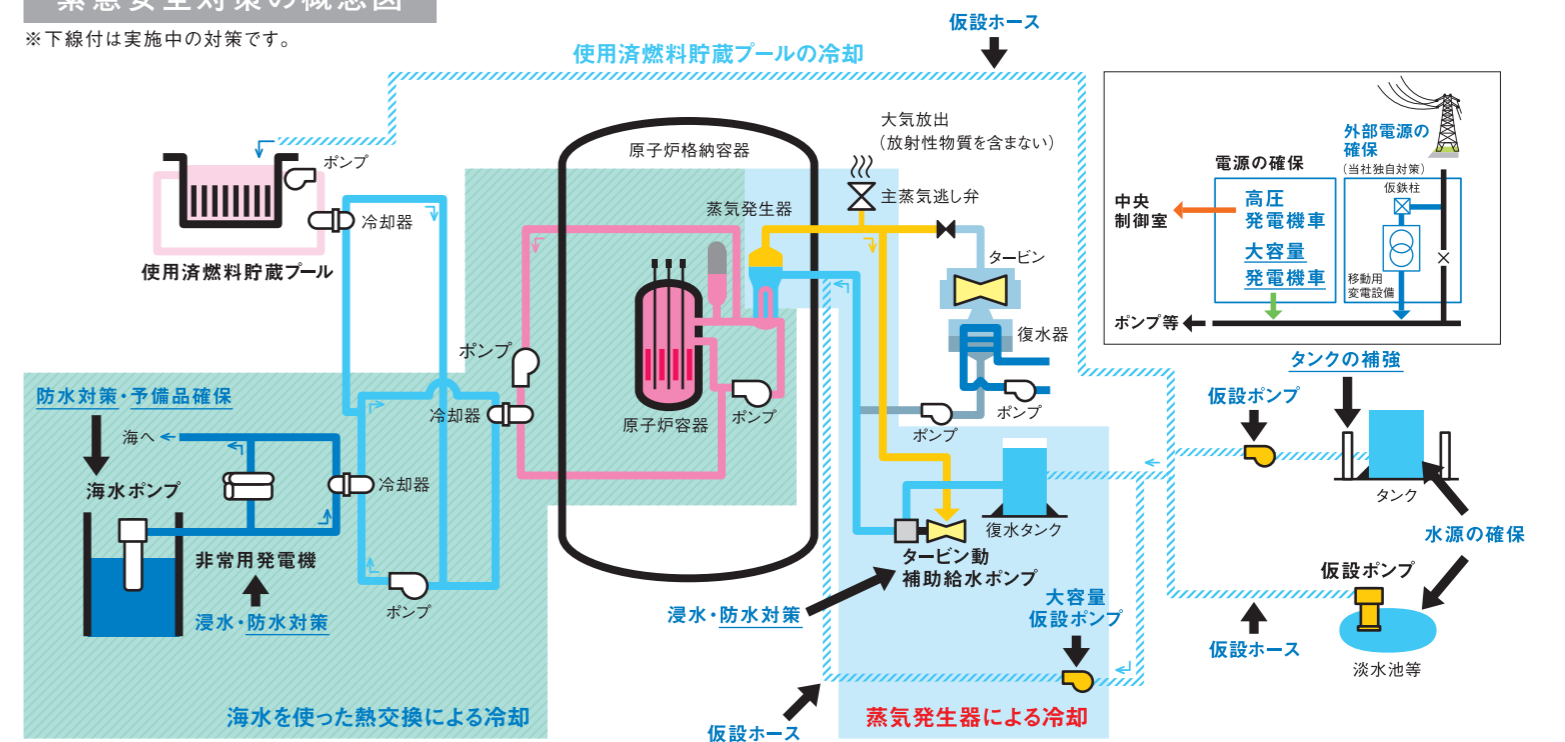 緊急安全対策の概念図
※下線付は実施中の対策です。
仮設ホース
使用済燃料貯蔵プールの冷却
大気放出
(放射性物質を含まない)
原子炉格納容器
ポンプ
主蒸気逃し弁
蒸気発生器
冷却器
使用済燃料貯蔵プール
タービン
復水器
外部電源の
確保
(当社独自対策)
電源の確保
仮鉄柱
中央
制御室
高圧
発電機車
大容量
発電機車
移動用
変電設備
ポンプ等
ポンプ
冷却器
原子炉容器
ポンプ
ポンプ
ポンプ
タンクの補強
仮設ポンプ
タンク
防水対策・予備品確保
海へ
海水ポンプ
冷却器
非常用発電機
浸水・防水対策
ポンプ
復水タンク
タービン動
補助給水ポンプ
浸水・防水対策
大容量
仮設ポンプ
水源の確保
仮設ポンプ
仮設ホース
淡水池等
海水を使った熱交換による冷却
仮設ホース
蒸気発生器による冷却